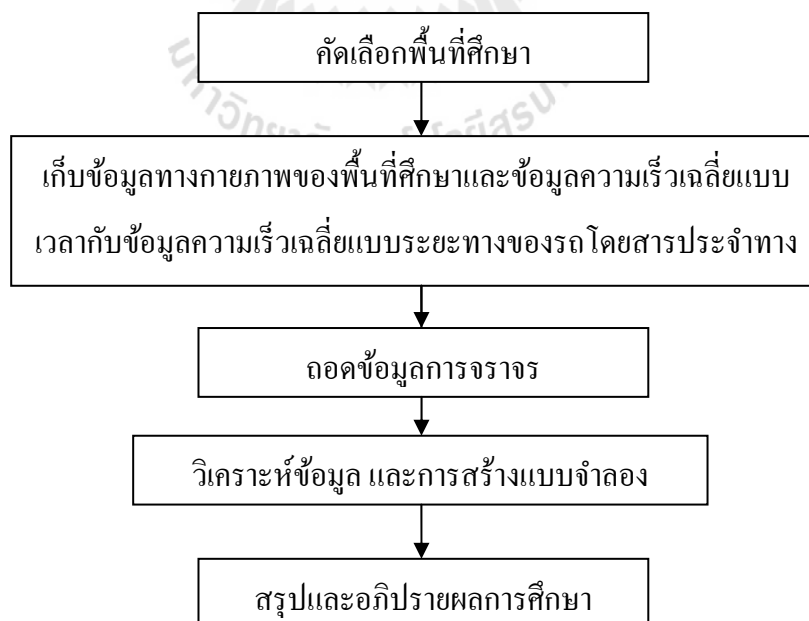 คัดเลือกพื้นที่ศึกษา
เก็บข้อมูลทางกายภาพของพื้นที่ศึกษาและข้อมูลความเร็วเฉลี่ยแบบ
เวลากับข้อมูลความเร็วเฉลี่ยแบบระยะทางของรถโดยสารประจำทาง
ถอดข้อมูลการจราจร
วิเคราะห์ข้อมูล และการสร้างแบบจำลอง
สรุปและอภิปรายผลการศึกษา